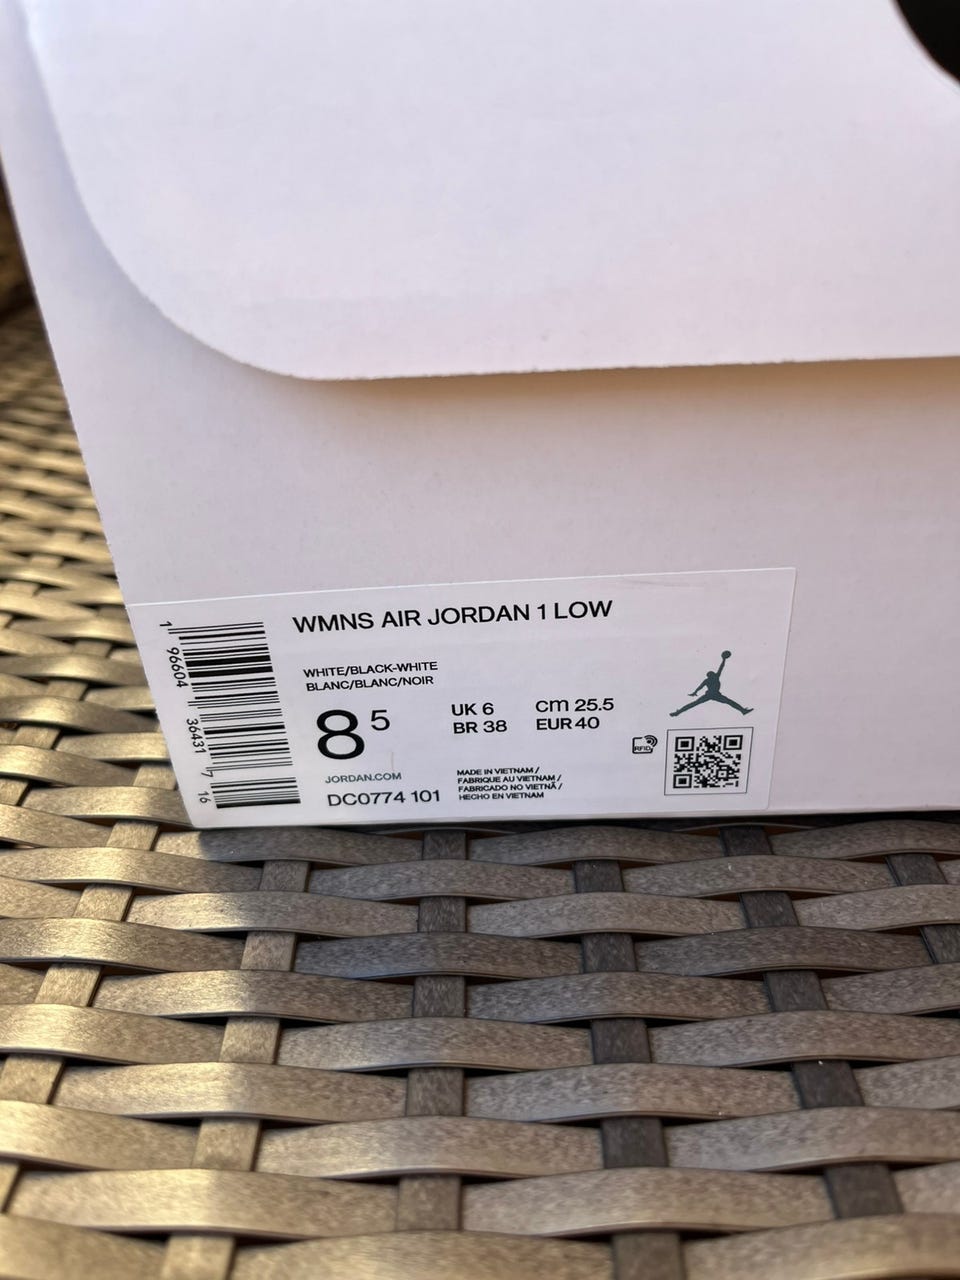 WMNS AIR JORDAN 1 LOW
WHITE/BLACK-WHITE
BLANC/BLANC/NOIR
8 5
UK 6
BR 38
cm 25.5
EUR 40
JORDAN.COM
DC0774 101
MADE IN VIETNAM /
FABRIQUE AU VIETNAM /
FABRICADO NO VIETNÃ /
HECHO EN VIETNAM
RFID
1 96604 36431 7
16